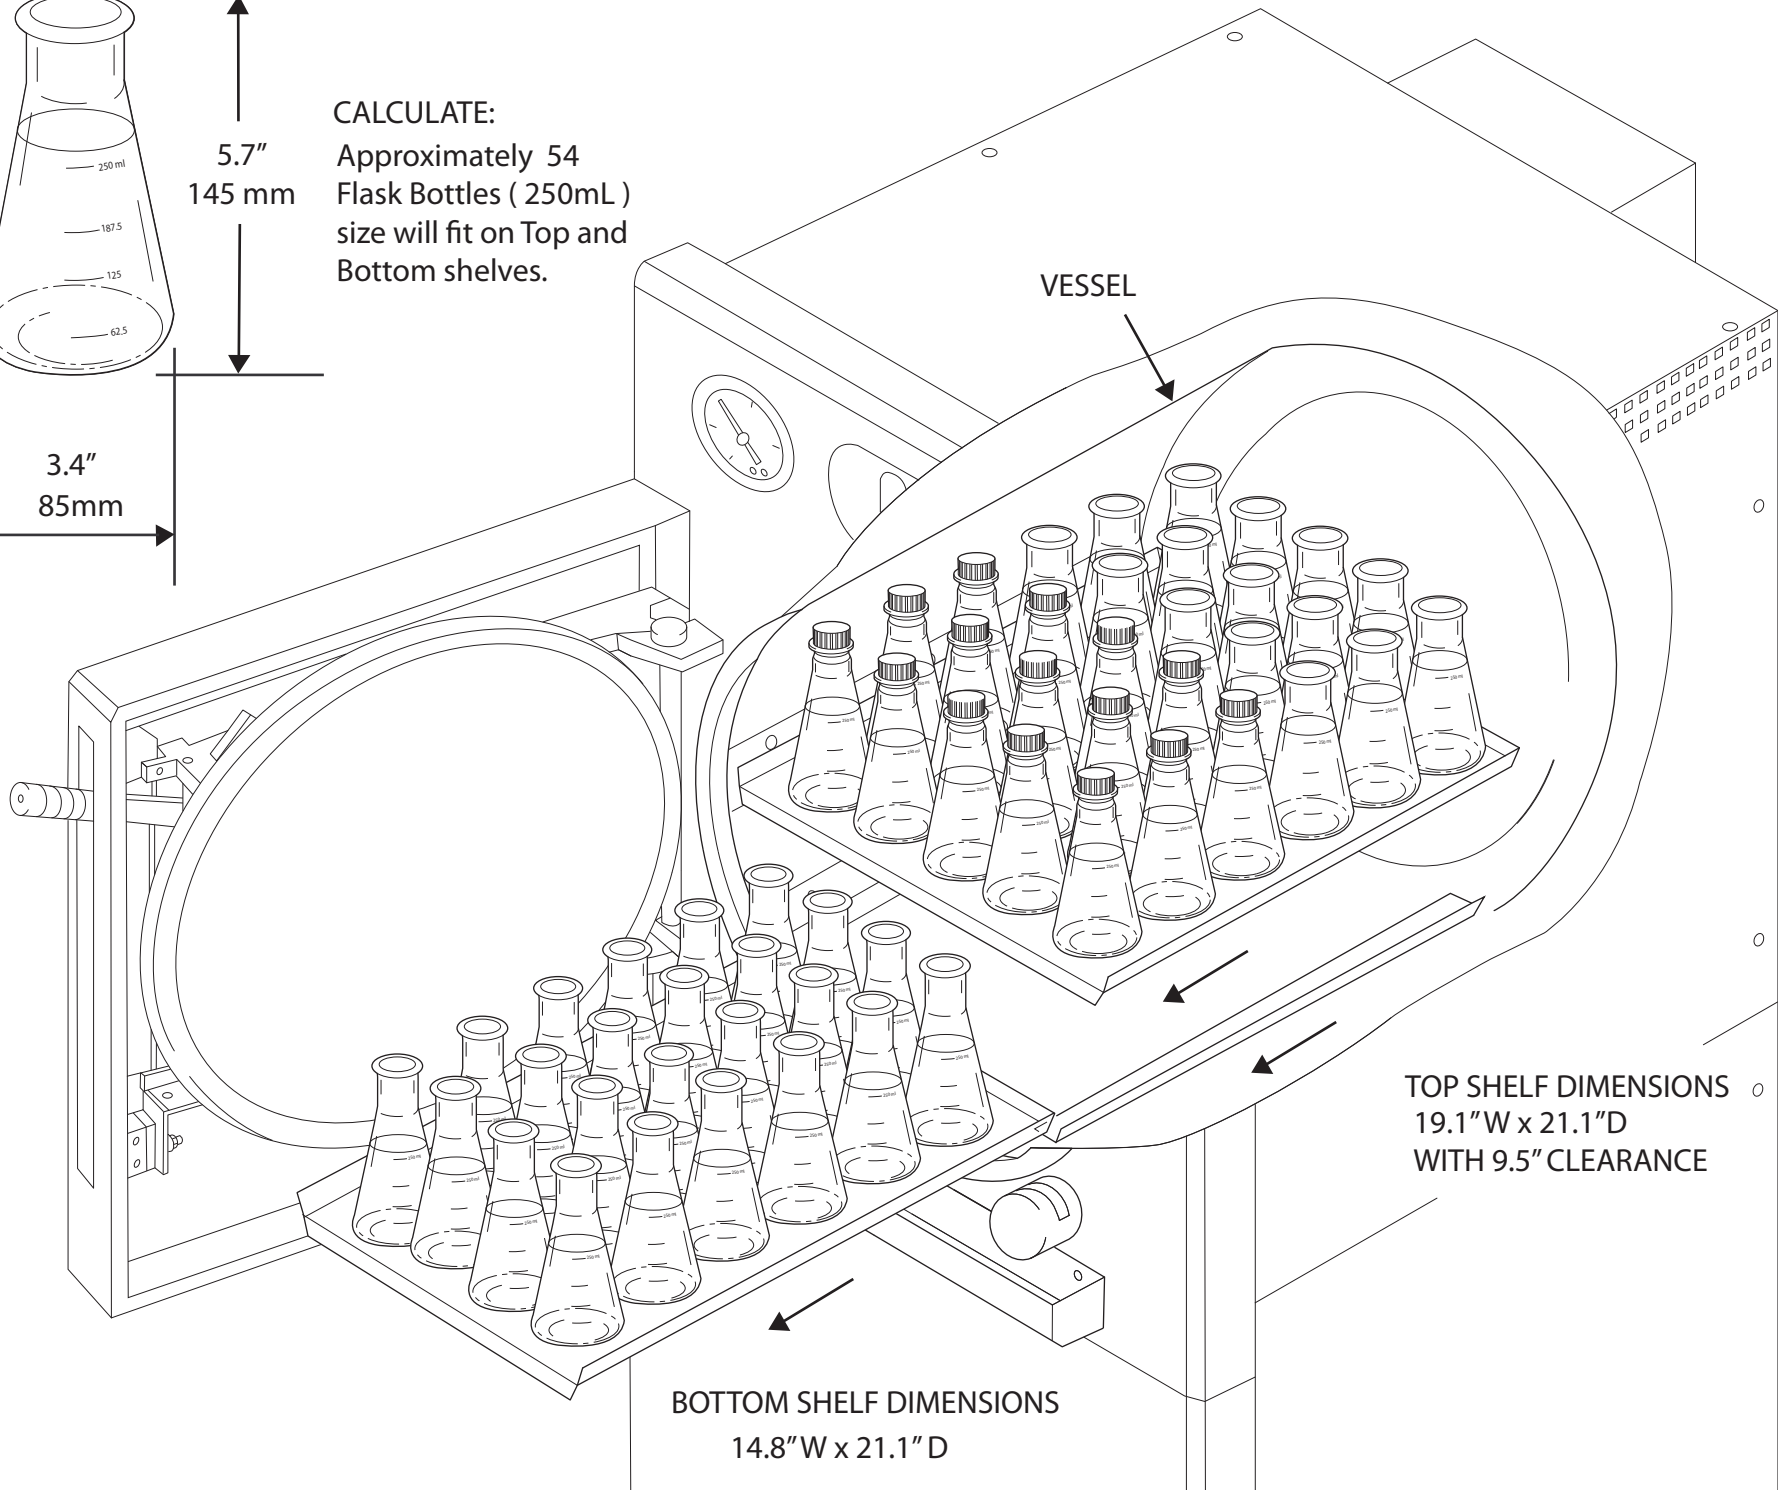 250 ml
187.5
125
62.5
5.7"
145 mm
3.4"
85mm
CALCULATE:
Approximately 54
Flask Bottles ( 250mL )
size will fit on Top and
Bottom shelves.
VESSEL
TOP SHELF DIMENSIONS
19.1"W x 21.1"D
WITH 9.5" CLEARANCE
BOTTOM SHELF DIMENSIONS
14.8"W x 21.1" D